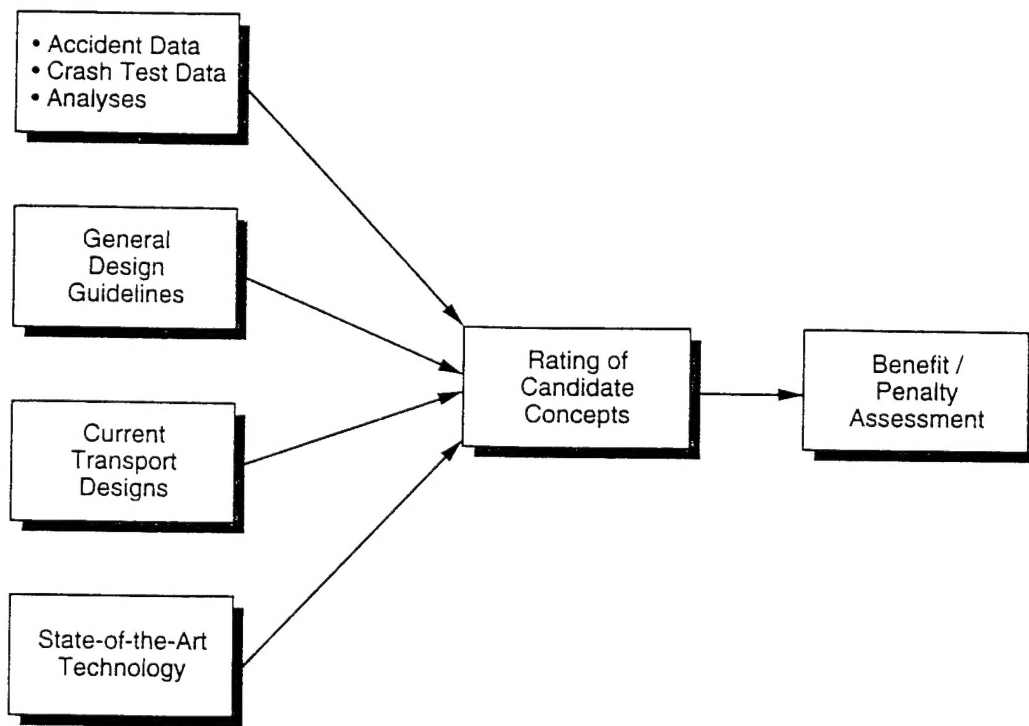 • Accident Data
• Crash Test Data
• Analyses
General
Design
Guidelines
Current
Transport
Designs
State-of-the-Art
Technology
Rating of
Candidate
Concepts
Benefit /
Penalty
Assessment